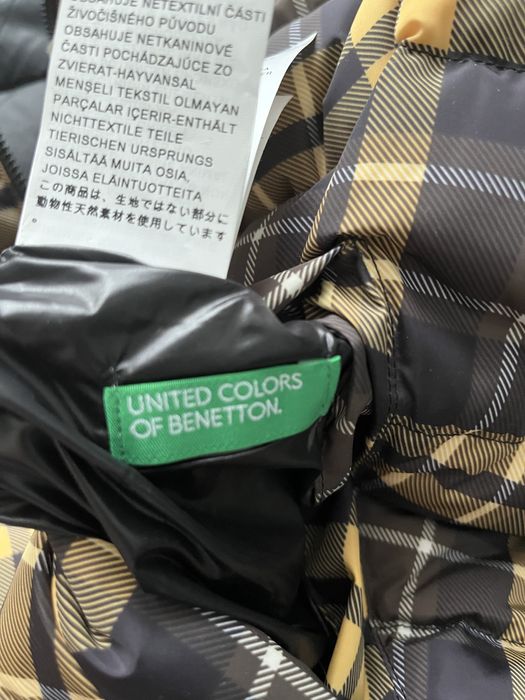 OBSAHUJE NETEXTILNÍ ČÁSTI
ŽIVOČIŠNÉHO PŮVODU
OBSAHUJE NETKANINOVÉ
ČASTI POCHÁDZAJÚCE ZO
ZVIERAT-HAYVANSAL
MENŞELİ TEKSTIL OLMAYAN
PARÇALAR IÇERIR-ENTHÄLT
NICHTTEXTILE TEILE
TIERISCHEN URSPRUNGS
SISÄLTÄÄ MUITA OSIA,
JOISSA ELÄINTUOTTEITA
この商品は、生地ではない部分に
動物性天然素材を使用しています
UNITED COLORS
OF BENETTON.